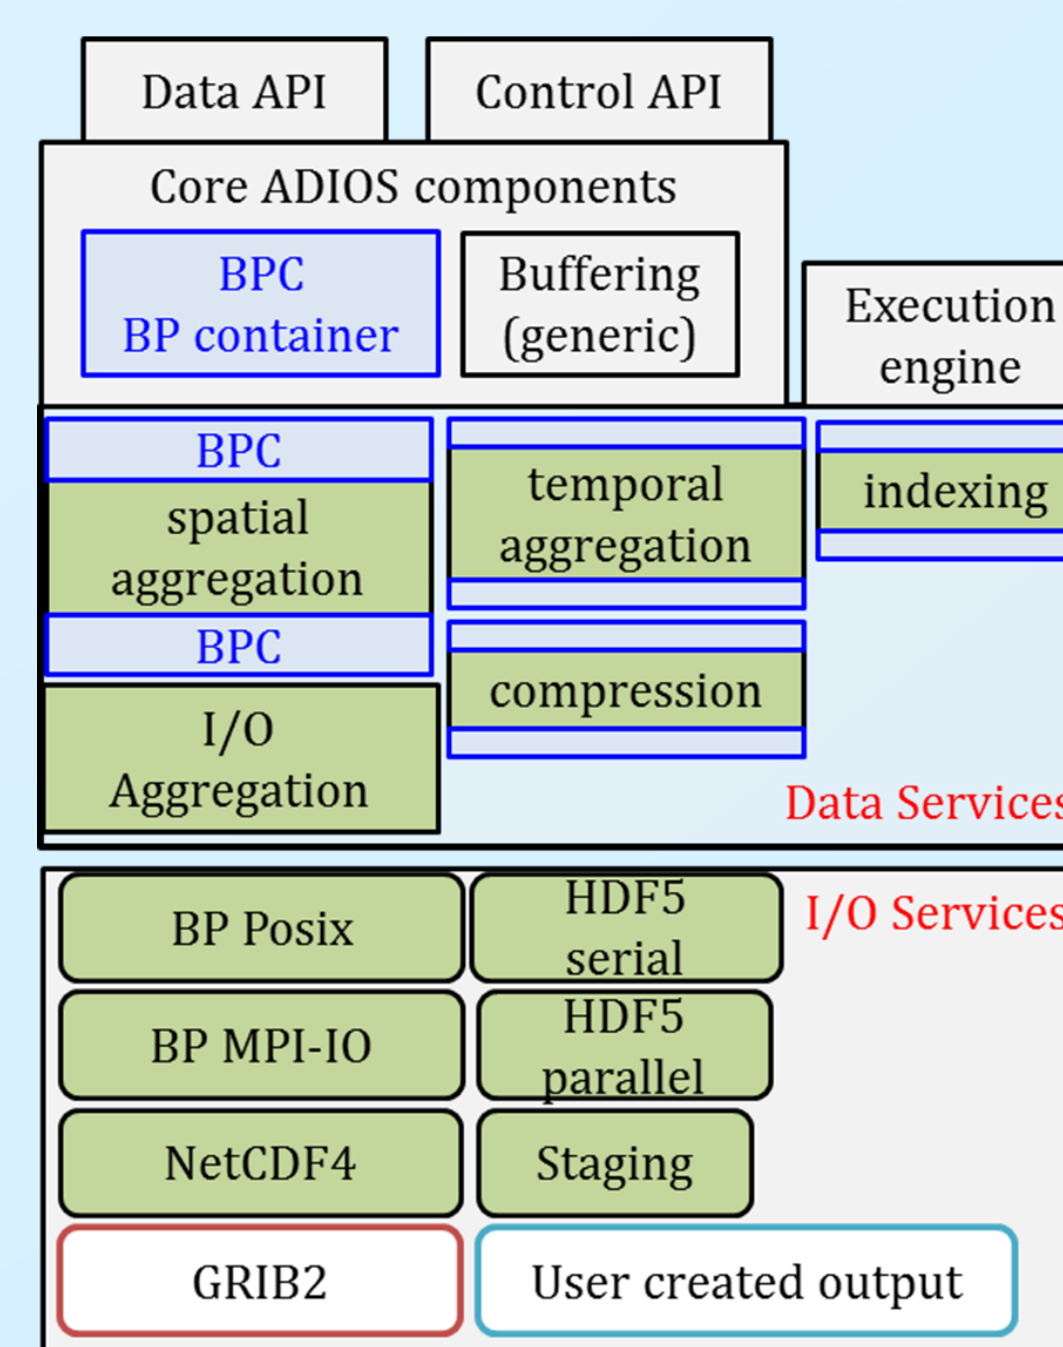 Data API
Control API
Core ADIOS components
BPC
BP container
Buffering
(generic)
Execution
engine
BPC
spatial
aggregation
BPC
I/O
Aggregation
temporal
aggregation
compression
indexing
Data Services
I/O Services
BP Posix
HDF5
serial
BP MPI-IO
HDF5
parallel
NetCDF4
Staging
GRIB2
User created output